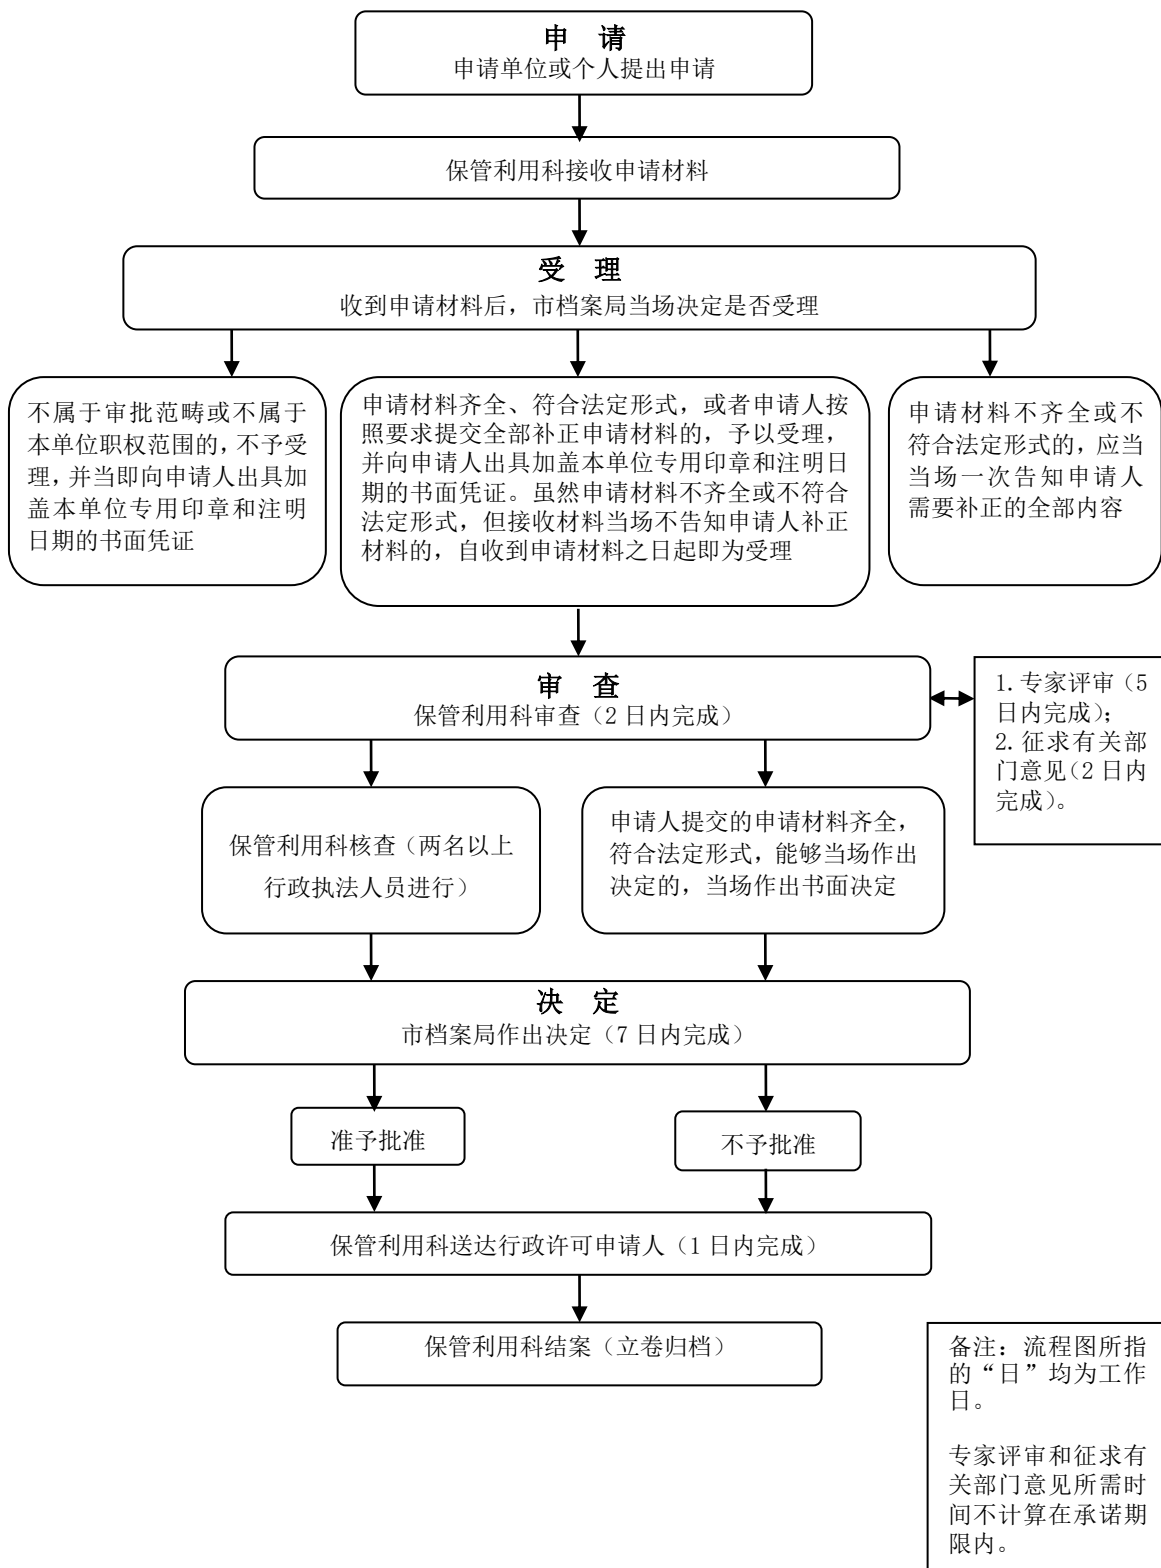 申 请
申请单位或个人提出申请
保管利用科接收申请材料
受 理
收到申请材料后，市档案局当场决定是否受理
不属于审批范畴或不属于
本单位职权范围的，不予受
理，并当即向申请人出具加
盖本单位专用印章和注明
日期的书面凭证
申请材料齐全、符合法定形式，或者申请人按
照要求提交全部补正申请材料的，予以受理，
并向申请人出具加盖本单位专用印章和注明日
期的书面凭证。虽然申请材料不齐全或不符合
法定形式，但接收材料当场不告知申请人补正
材料的，自收到申请材料之日起即为受理
申请材料不齐全或不
符合法定形式的，应当
当场一次告知申请人
需要补正的全部内容
审 查
保管利用科审查（2 日内完成）
1. 专家评审（5
日内完成）；
2. 征求有关部
门意见（2 日内
完成）。
保管利用科核查（两名以上
行政执法人员进行）
申请人提交的申请材料齐全，
符合法定形式，能够当场作出
决定的，当场作出书面决定
决 定
市档案局作出决定（7 日内完成）
准予批准
不予批准
保管利用科送达行政许可申请人（1 日内完成）
保管利用科结案（立卷归档）
备注：流程图所指
的“日”均为工作
日。
专家评审和征求有
关部门意见所需时
间不计算在承诺期
限内。